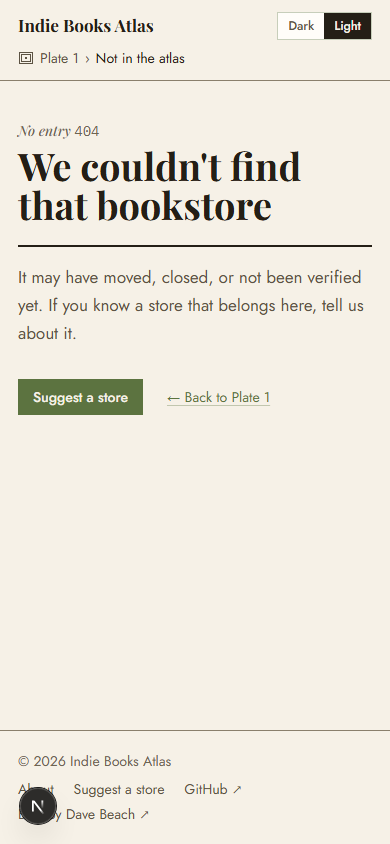 Indie Books Atlas
Dark Light
Plate 1 › Not in the atlas
No entry 404
We couldn't find
that bookstore
It may have moved, closed, or not been verified
yet. If you know a store that belongs here, tell us
about it.
Suggest a store ← Back to Plate 1
© 2026 Indie Books Atlas
Suggest a store GitHub ↗
N
Dave Beach ↗